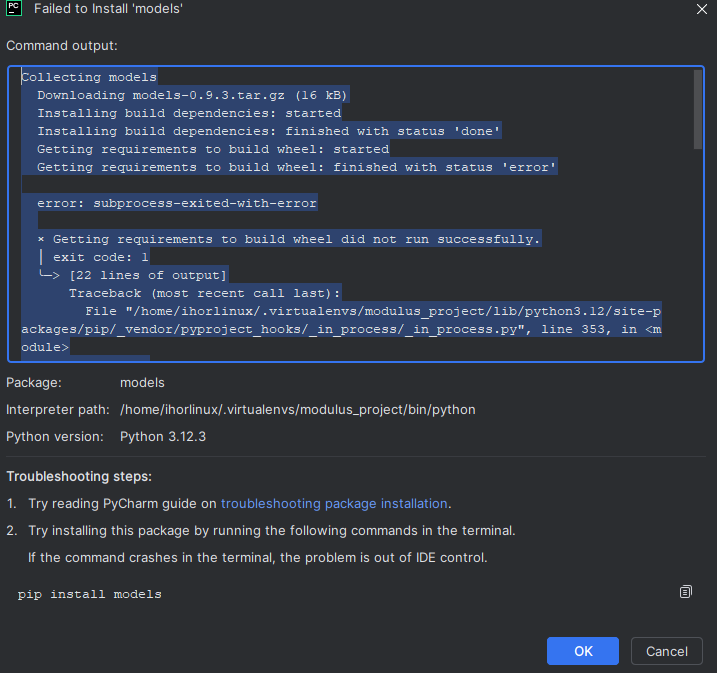 PC
Failed to Install 'models'
Command output:
Collecting models
Downloading models-0.9.3.tar.gz (16 kB)
Installing build dependencies: started
Installing build dependencies: finished with status 'done'
Getting requirements to build wheel: started
Getting requirements to build wheel: finished with status 'error'
error: subprocess-exited-with-error
× Getting requirements to build wheel did not run successfully.
│ exit code: 1
╰─> [22 lines of output]
Traceback (most recent call last):
File "/home/ihorlinux/.virtualenvs/modulus_project/lib/python3.12/site-p
ackages/pip/_vendor/pyproject_hooks/_in_process/_in_process.py", line 353, in <m
odule>
Package: models
Interpreter path: /home/ihorlinux/.virtualenvs/modulus_project/bin/python
Python version: Python 3.12.3
Troubleshooting steps:
1. Try reading PyCharm guide on troubleshooting package installation.
2. Try installing this package by running the following commands in the terminal.
If the command crashes in the terminal, the problem is out of IDE control.
pip install models
OK Cancel